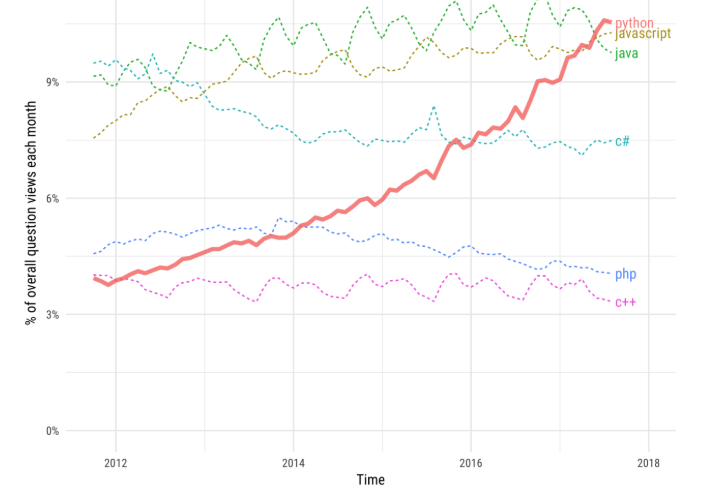 python
javascript
java
9%
c#
6%
php
c++
3%
0%
% of overall question views each month
2012 2014 2016 2018
Time